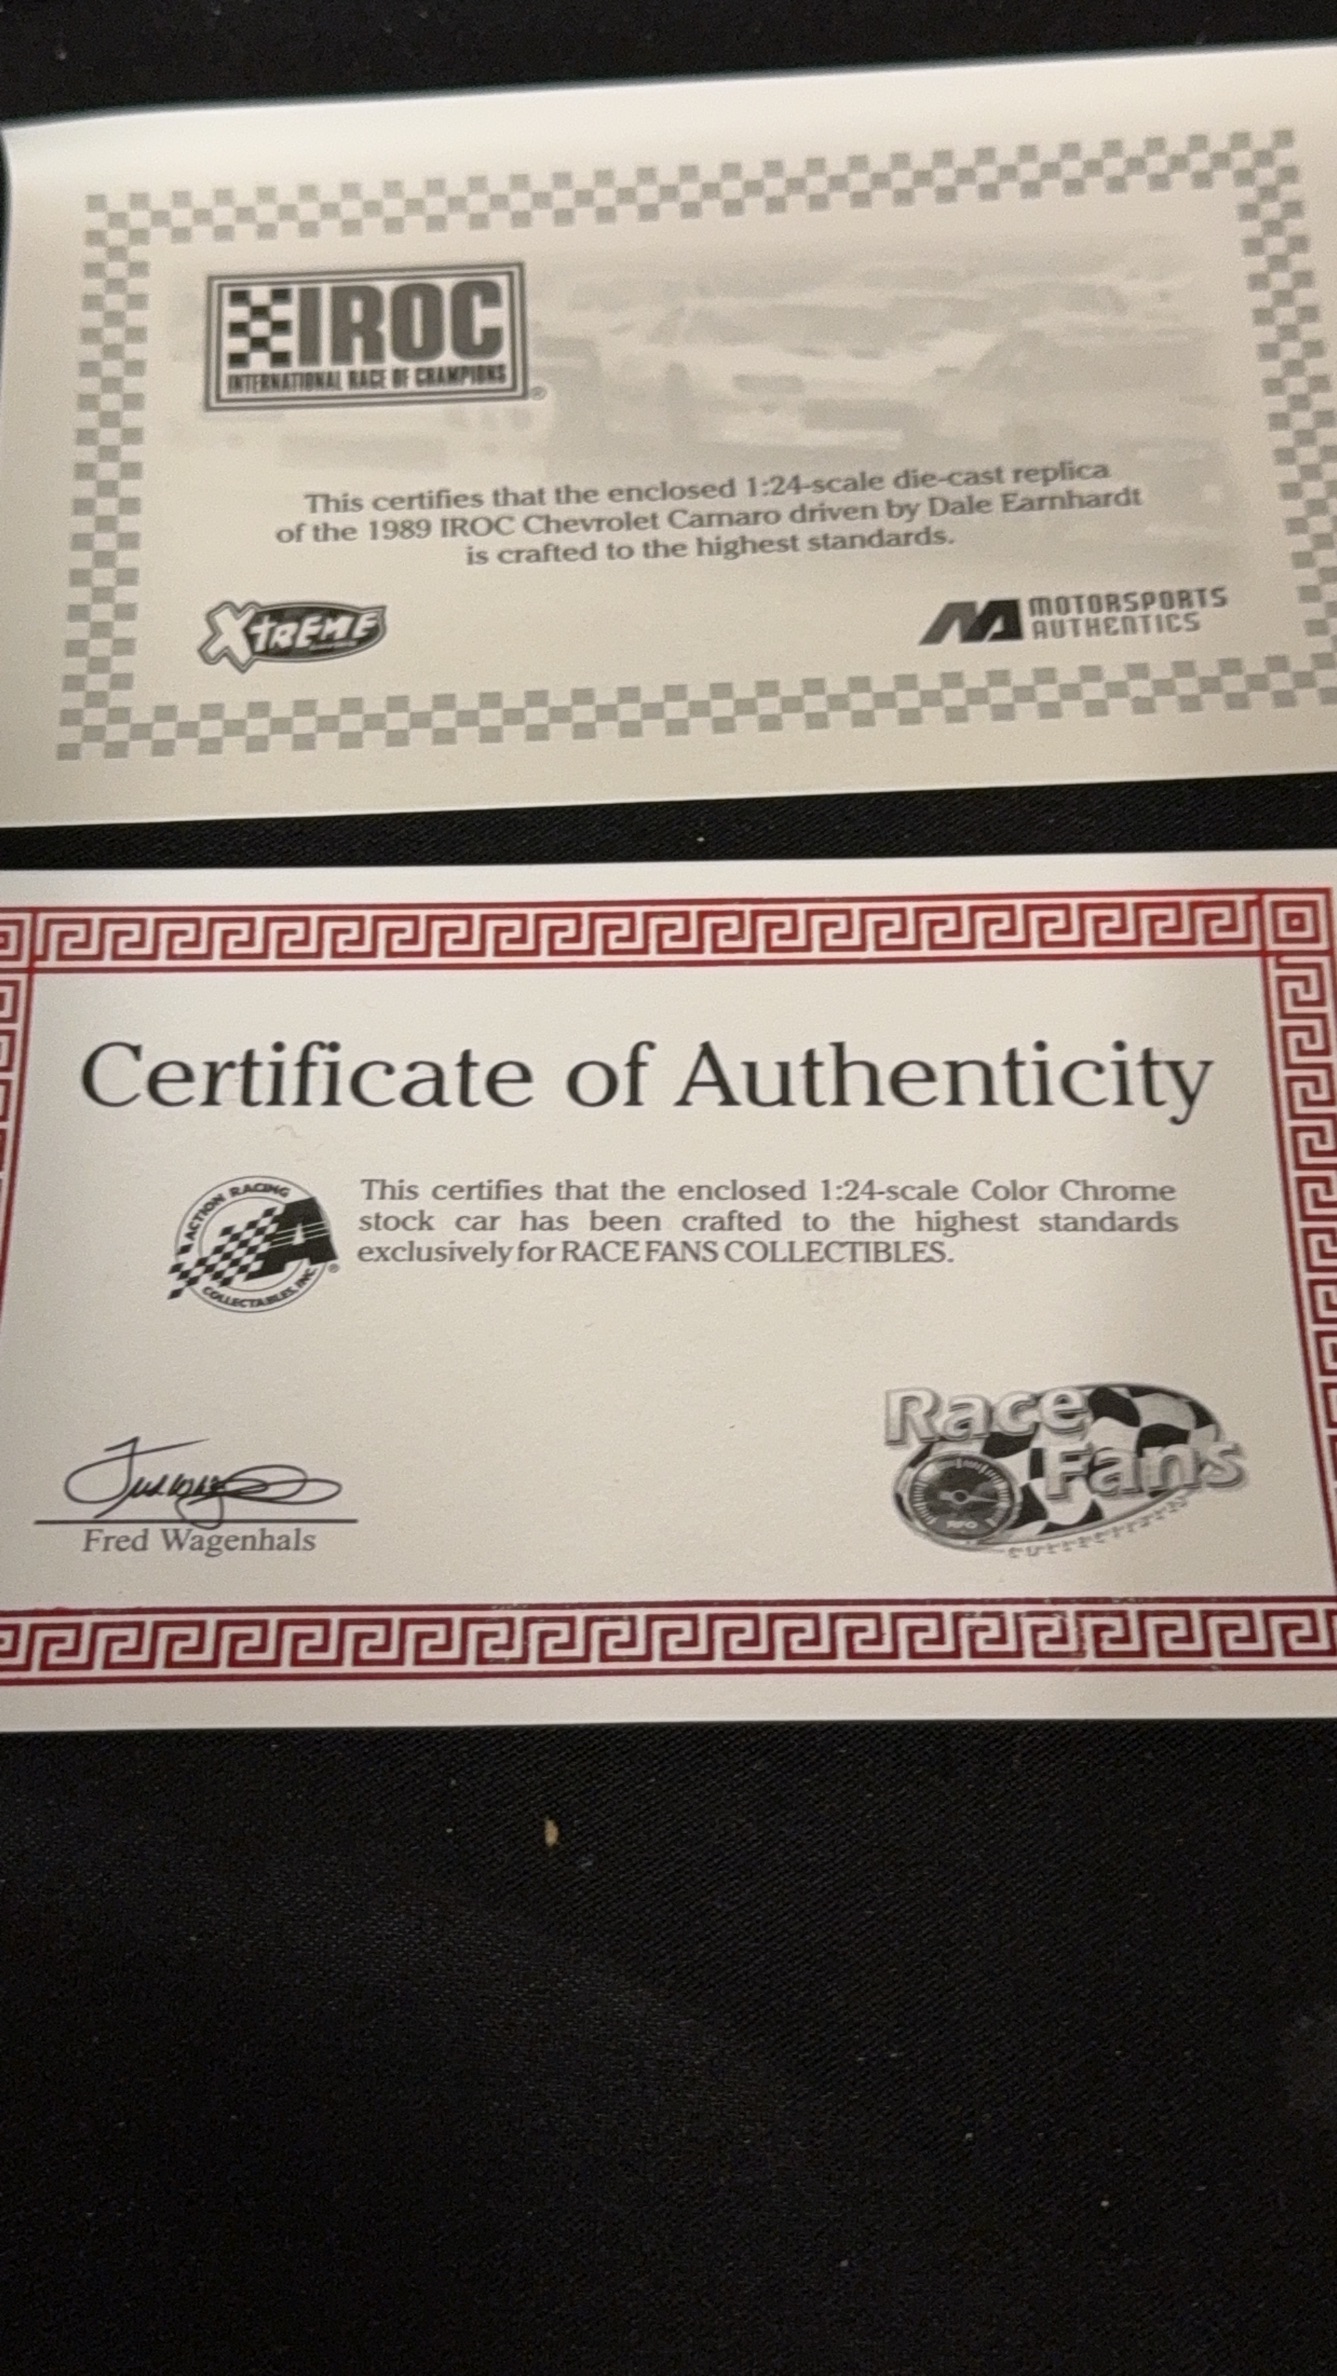 IROC
INTERNATIONAL RACE OF CHAMPIONS
®
This certifies that the enclosed 1:24-scale die-cast replica
of the 1989 IROC Chevrolet Camaro driven by Dale Earnhardt
is crafted to the highest standards.
XTREME
MA MOTORSPORTS
AUTHENTICS
Certificate of Authenticity
ACTION RACING
A
COLLECTABLES, INC.
®
This certifies that the enclosed 1:24-scale Color Chrome
stock car has been crafted to the highest standards
exclusively for RACE FANS COLLECTIBLES.
Race
Fans
Fred Wagenhals